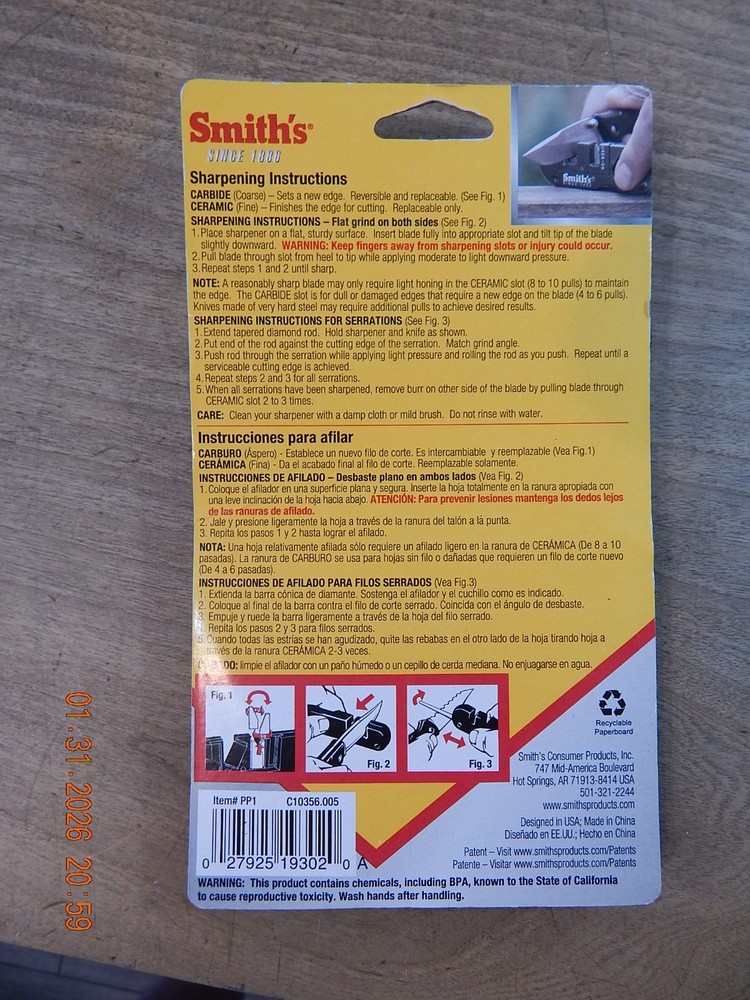 Smith's®
SINCE 1886
Sharpening Instructions
CARBIDE (Coarse) – Sets a new edge. Reversible and replaceable. (See Fig. 1)
CERAMIC (Fine) – Finishes the edge for cutting. Replaceable only.
SHARPENING INSTRUCTIONS – Flat grind on both sides (See Fig. 2)
1. Place sharpener on a flat, sturdy surface. Insert blade fully into appropriate slot and tilt tip of the blade
slightly downward. WARNING: Keep fingers away from sharpening slots or injury could occur.
2. Pull blade through slot from heel to tip while applying moderate to light downward pressure.
3. Repeat steps 1 and 2 until sharp.
NOTE: A reasonably sharp blade may only require light honing in the CERAMIC slot (8 to 10 pulls) to maintain
the edge. The CARBIDE slot is for dull or damaged edges that require a new edge on the blade (4 to 6 pulls).
Knives made of very hard steel may require additional pulls to achieve desired results.
SHARPENING INSTRUCTIONS FOR SERRATIONS (See Fig. 3)
1. Extend tapered diamond rod. Hold sharpener and knife as shown.
2. Put end of the rod against the cutting edge of the serration. Match grind angle.
3. Push rod through the serration while applying light pressure and rolling the rod as you push. Repeat until a
serviceable cutting edge is achieved.
4. Repeat steps 2 and 3 for all serrations.
5. When all serrations have been sharpened, remove burr on other side of the blade by pulling blade through
CERAMIC slot 2 to 3 times.
CARE: Clean your sharpener with a damp cloth or mild brush. Do not rinse with water.
Instrucciones para afilar
CARBURO (Áspero) - Establece un nuevo filo de corte. Es intercambiable y reemplazable (Vea Fig.1)
CERÁMICA (Fina) - Da el acabado final al filo de corte. Reemplazable solamente.
INSTRUCCIONES DE AFILADO – Desbaste plano en ambos lados (Vea Fig. 2)
1. Coloque el afilador en una superficie plana y segura. Inserte la hoja totalmente en la ranura apropiada con
una leve inclinación de la hoja hacia abajo. ATENCIÓN: Para prevenir lesiones mantenga los dedos lejos
de las ranuras de afilado.
2. Jale y presione ligeramente la hoja a través de la ranura del talón a la punta.
3. Repita los pasos 1 y 2 hasta lograr el afilado.
NOTA: Una hoja relativamente afilada sólo requiere un afilado ligero en la ranura de CERÁMICA (De 8 a 10
pasadas). La ranura de CARBURO se usa para hojas sin filo o dañadas que requieren un filo de corte nuevo
(De 4 a 6 pasadas).
INSTRUCCIONES DE AFILADO PARA FILOS SERRADOS (Vea Fig.3)
1. Extienda la barra cónica de diamante. Sostenga el afilador y el cuchillo como es indicado.
2. Coloque al final de la barra contra el filo de corte serrado. Coincida con el ángulo de desbaste.
3. Empuje y ruede la barra ligeramente a través de la hoja del filo serrado.
4. Repita los pasos 2 y 3 para filos serrados.
5. Cuando todas las estrías se han agudizado, quite las rebabas en el otro lado de la hoja tirando hoja a
través de la ranura CERÁMICA 2-3 veces.
limpie el afilador con un paño húmedo o un cepillo de cerda mediana. No enjuagarse en agua.
Fig. 1
Fig. 2
Fig. 3
Recyclable
Paperboard
Smith's Consumer Products, Inc.
747 Mid-America Boulevard
Hot Springs, AR 71913-8414 USA
501-321-2244
www.smithsproducts.com
Designed in USA; Made in China
Diseñado en EE.UU.; Hecho en China
Patent – Visit www.smithsproducts.com/Patents
Patente – Visitar www.smithsproducts.com/Patents
Item# PP1 C10356.005
0 27925 19302 0 A
WARNING: This product contains chemicals, including BPA, known to the State of California
to cause reproductive toxicity. Wash hands after handling.
Smith's
01.31.2026 20:59